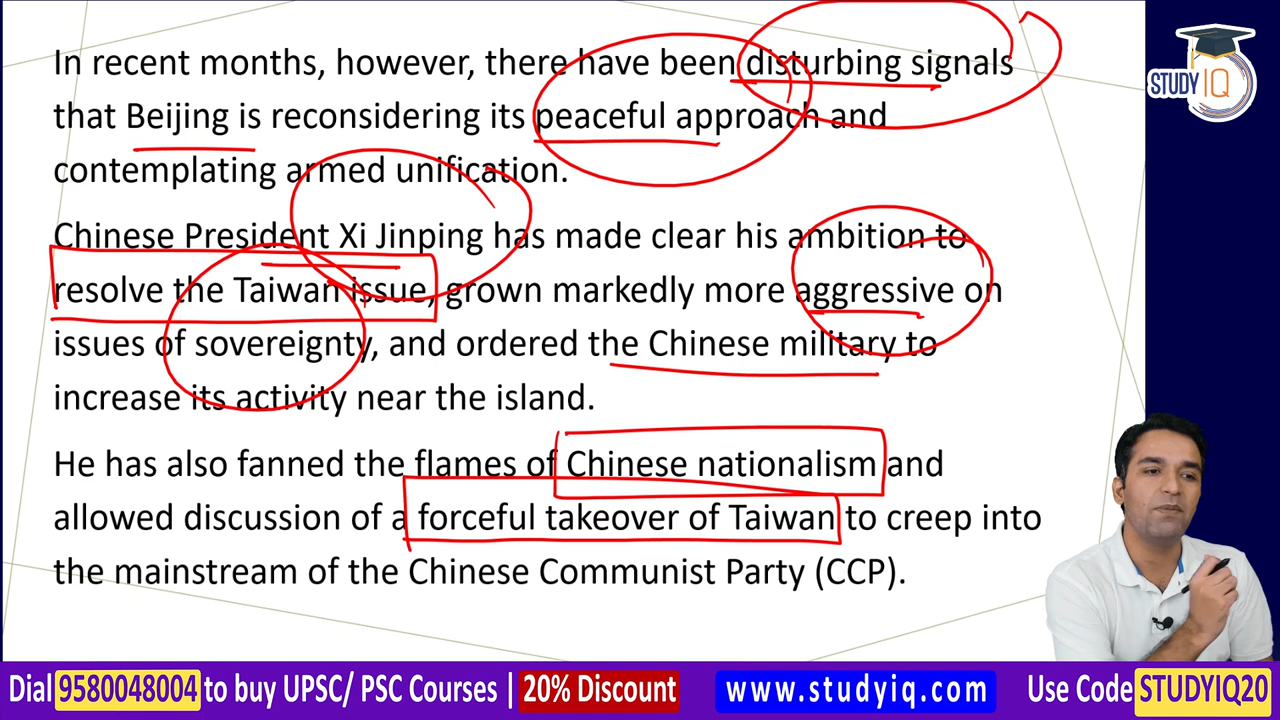 In recent months, however, there have been disturbing signals
that Beijing is reconsidering its peaceful approach and
contemplating armed unification.
Chinese President Xi Jinping has made clear his ambition to
resolve the Taiwan issue, grown markedly more aggressive on
issues of sovereignty, and ordered the Chinese military to
increase its activity near the island.
He has also fanned the flames of Chinese nationalism and
allowed discussion of a forceful takeover of Taiwan to creep into
the mainstream of the Chinese Communist Party (CCP).
STUDY IQ
Dial 9580048004 to buy UPSC/ PSC Courses | 20% Discount www.studyiq.com Use Code STUDYIQ20